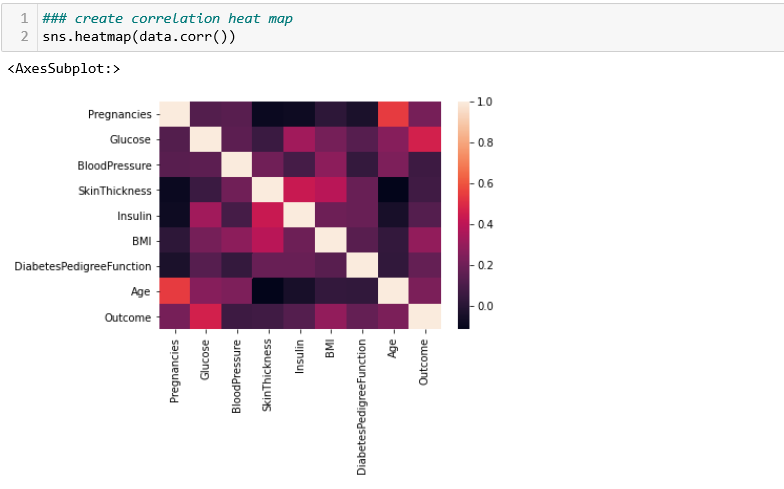 1 ### create correlation heat map
2 sns.heatmap(data.corr())
<AxesSubplot:>
Pregnancies
Glucose
BloodPressure
SkinThickness
Insulin
BMI
DiabetesPedigreeFunction
Age
Outcome
1.0
0.8
0.6
0.4
0.2
0.0
Pregnancies
Glucose
BloodPressure
SkinThickness
Insulin
BMI
DiabetesPedigreeFunction
Age
Outcome